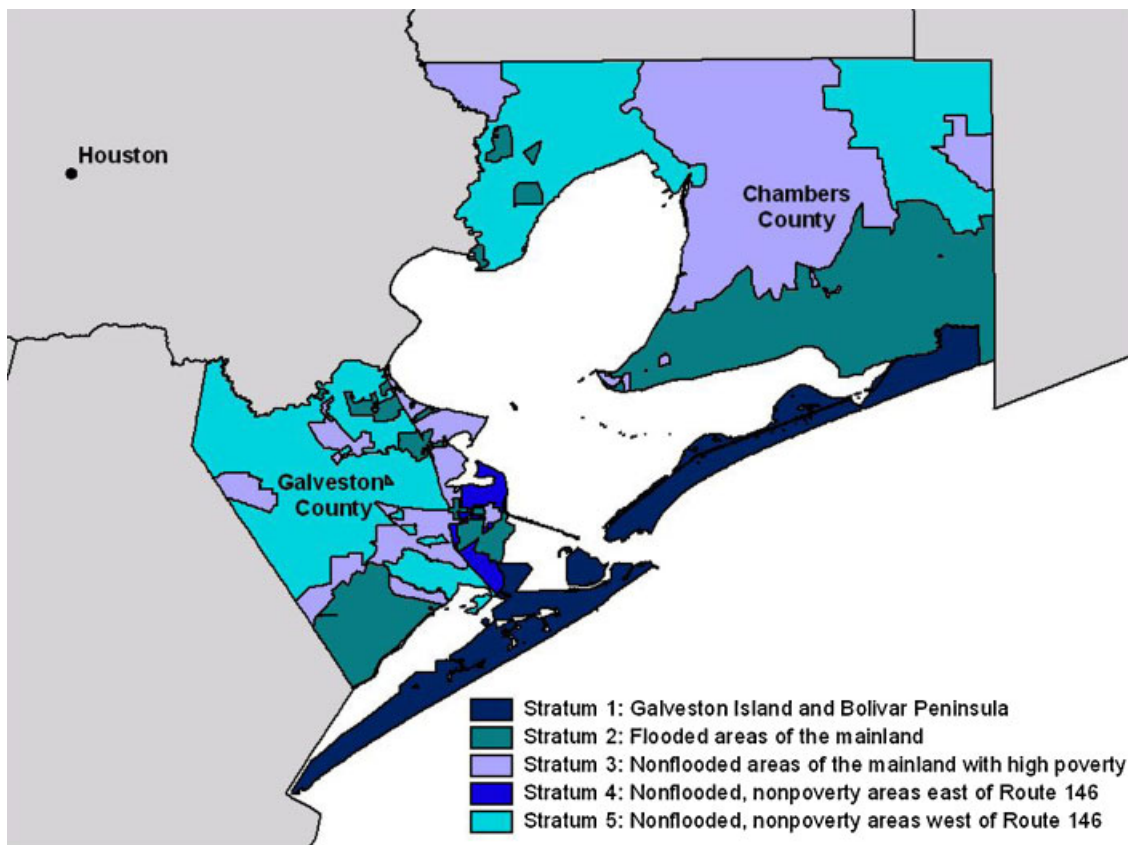 Houston
Chambers
County
Galveston
County
Stratum 1: Galveston Island and Bolivar Peninsula
Stratum 2: Flooded areas of the mainland
Stratum 3: Nonflooded areas of the mainland with high poverty
Stratum 4: Nonflooded, nonpoverty areas east of Route 146
Stratum 5: Nonflooded, nonpoverty areas west of Route 146